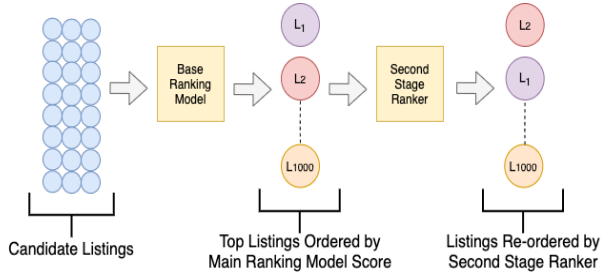 L1
L2
L1000
Base
Ranking
Model
Second
Stage
Ranker
L2
L1
L1000
Candidate Listings
Top Listings Ordered by
Main Ranking Model Score
Listings Re-ordered by
Second Stage Ranker